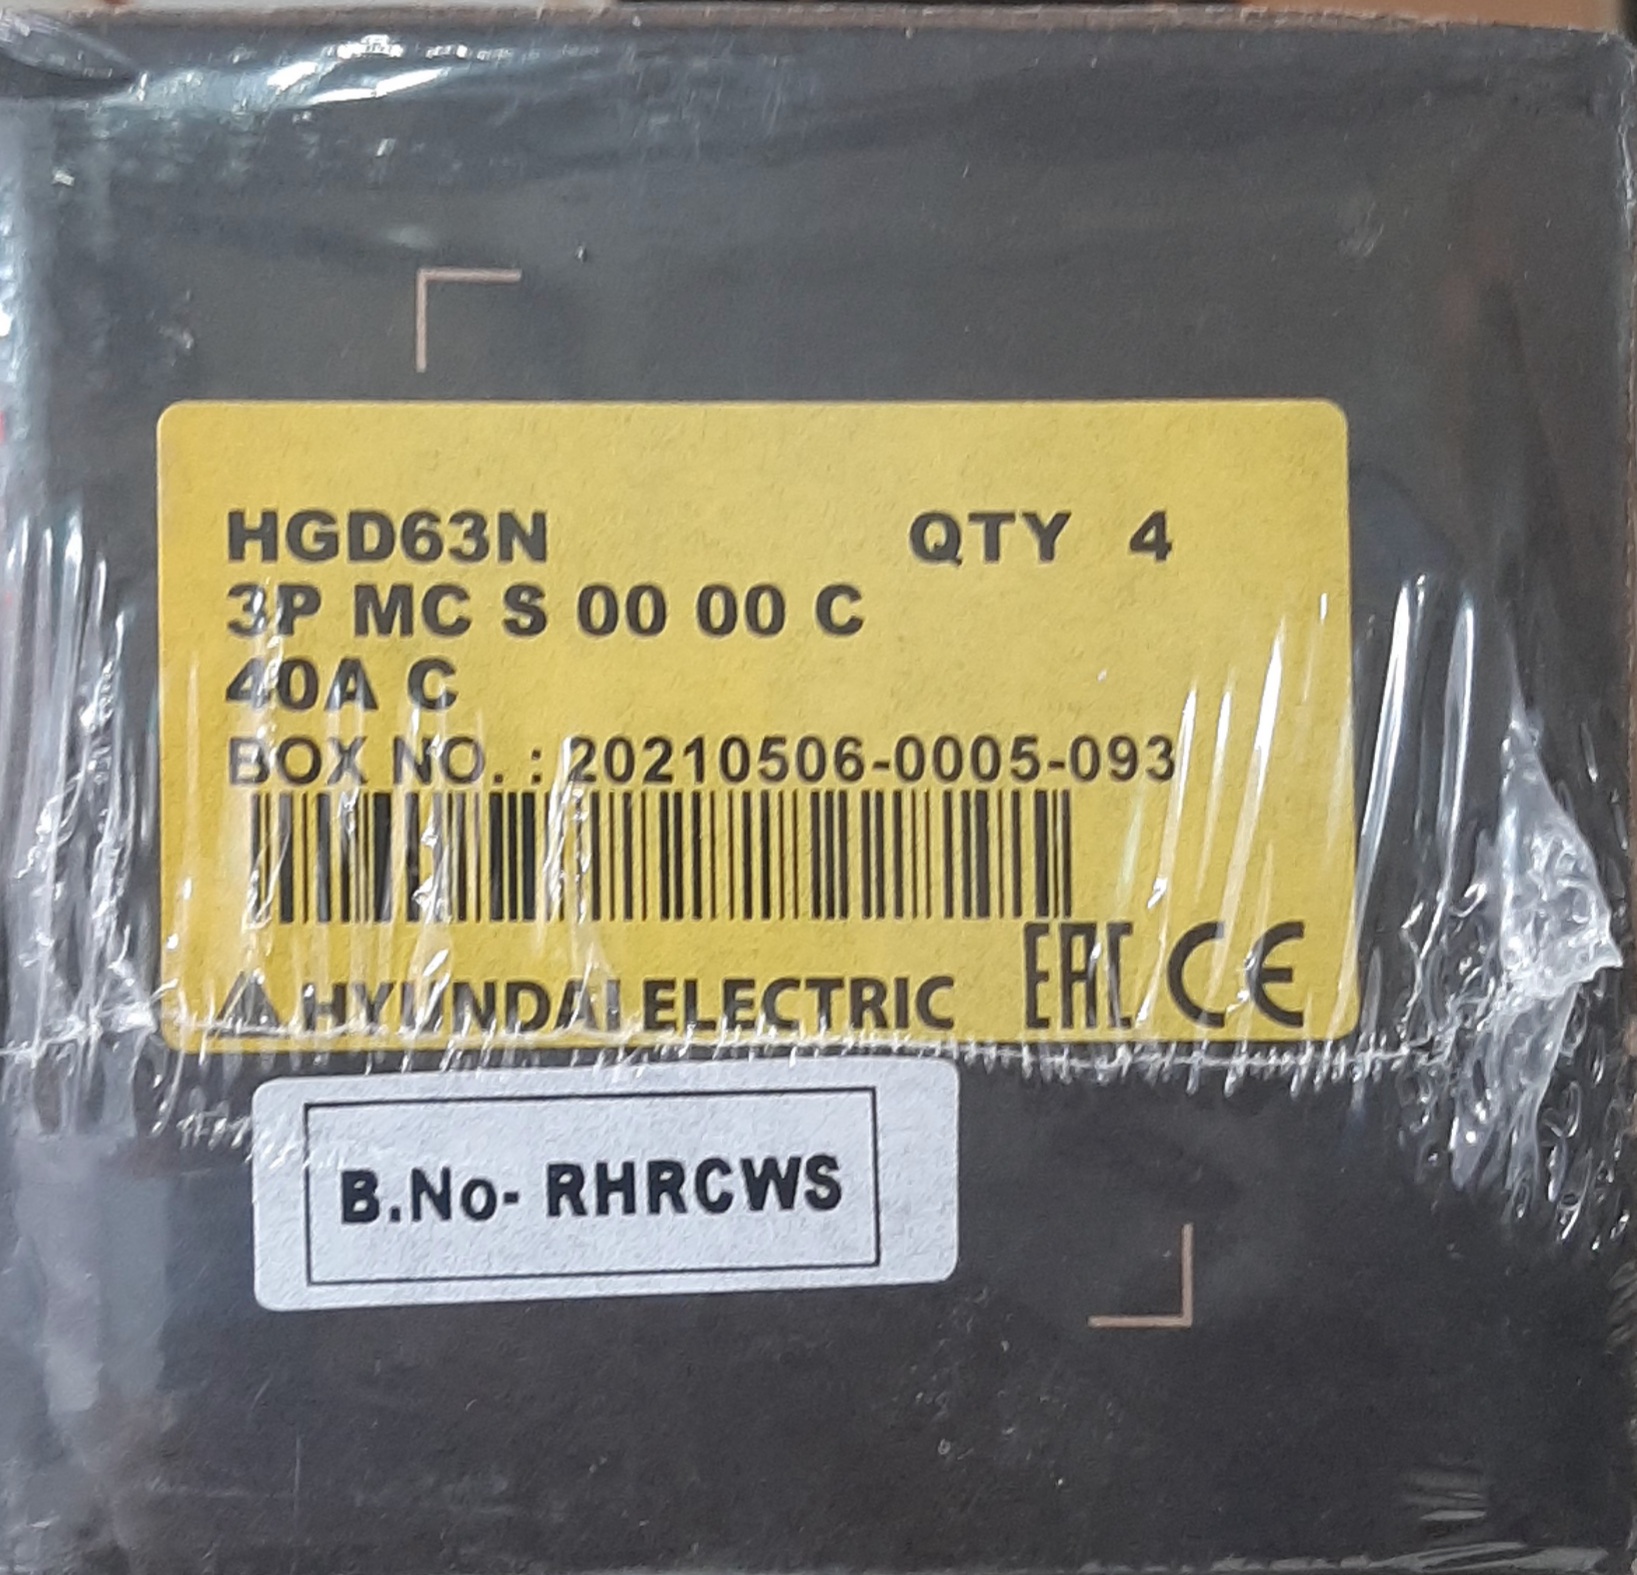 HGD63N QTY 4
3P MC S 00 00 C
40A C
BOX NO. : 20210506-0005-093
HYUNDAI ELECTRIC EAC CE
B.No- RHRCWS